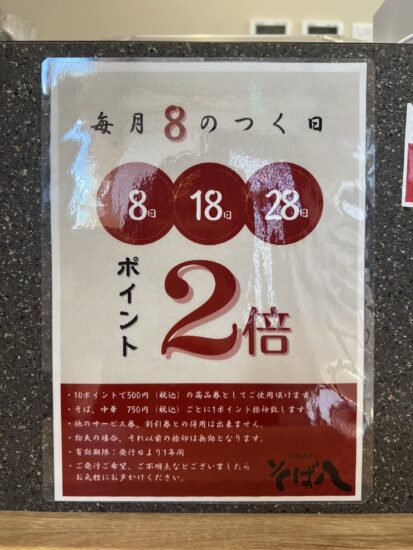 毎月8のつく日
8日 18日 28日
ポイント
2倍
・10ポイントで500円（税込）の商品券としてご使用頂けます
・そば、中華 750円（税込）ごとに1ポイント捺印致します
・他のサービス券、割引券との併用は出来ません。
・紛失の場合、それ以前の捺印は無効となります。
・有効期限：発行日より1年間
・ご発行ご希望、ご不明点などございましたら
お気軽にお声かけください。
そば八